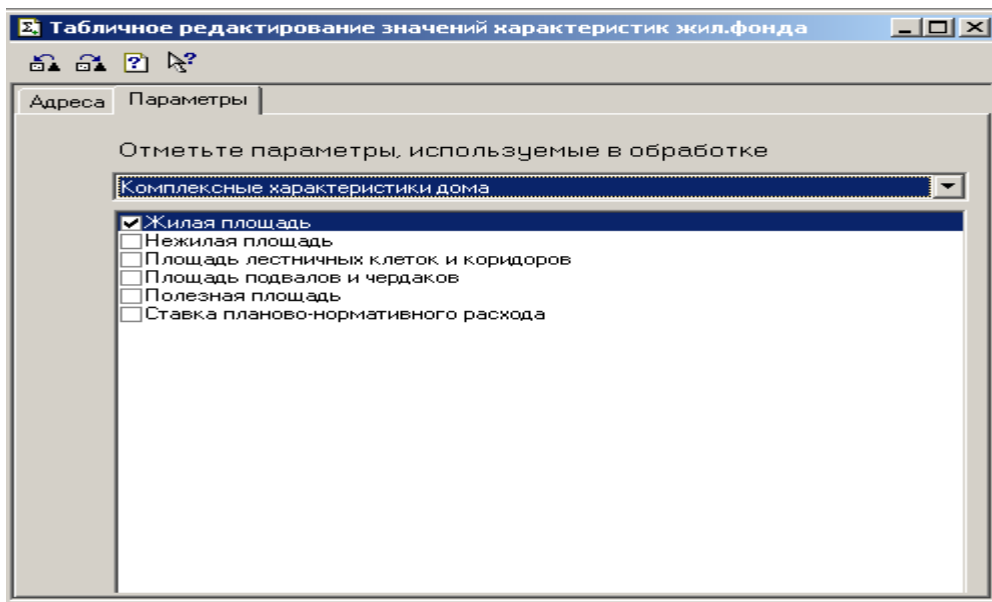 Табличное редактирование значений характеристик жил.фонда
Адреса Параметры
Отметьте параметры, используемые в обработке
Комплексные характеристики дома
Жилая площадь
Нежилая площадь
Площадь лестничных клеток и коридоров
Площадь подвалов и чердаков
Полезная площадь
Ставка планово-нормативного расхода